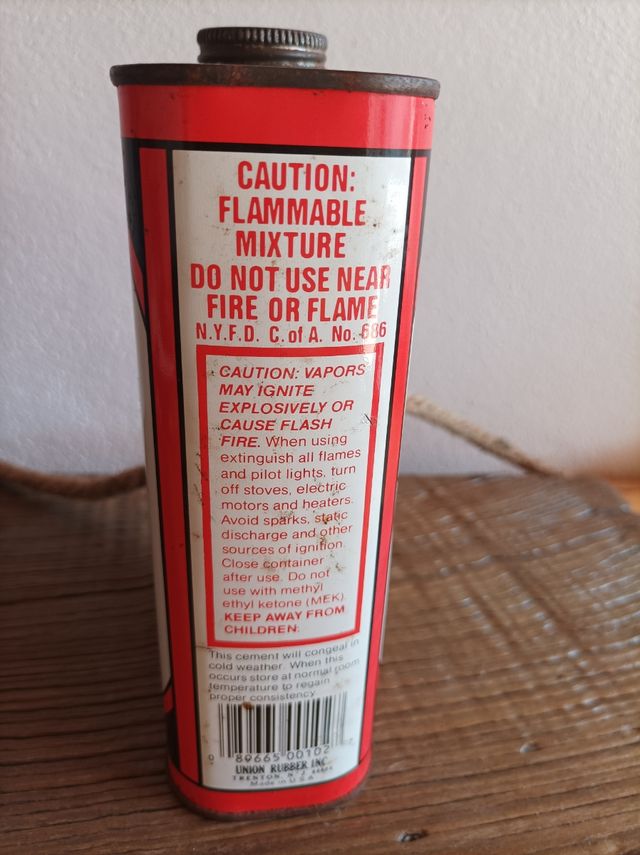 CAUTION:
FLAMMABLE
MIXTURE
DO NOT USE NEAR
FIRE OR FLAME
N.Y.F.D. C. of A. No. 686
CAUTION: VAPORS
MAY IGNITE
EXPLOSIVELY OR
CAUSE FLASH
FIRE. When using
extinguish all flames
and pilot lights, turn
off stoves, electric
motors and heaters.
Avoid sparks, static
discharge and other
sources of ignition.
Close container
after use. Do not
use with methyl
ethyl ketone (MEK).
KEEP AWAY FROM
CHILDREN.
This cement will congeal in
cold weather. When this
occurs store at normal room
temperature to regain
proper consistency
0 89665 00102
UNION RUBBER INC.
TRENTON, N.J.
Made in U.S.A.